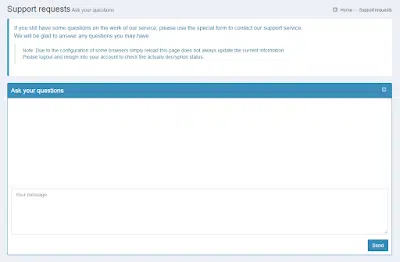 Support requests Ask your questions
Home - Support requests
If you still have some questions on the work of our service, please use the special form to contact our support service.
We will be glad to answer any questions you may have.
Note: Due to the configuration of some browsers simply reload this page does not always update the current information.
Please logout and relogin into your account to check the actually decryption status.
Ask your questions
Your message
Send